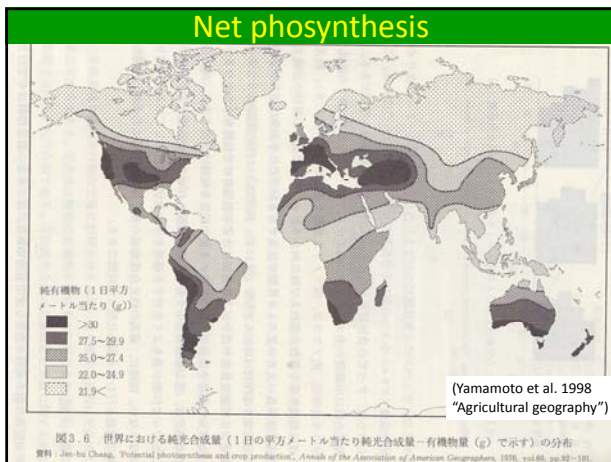 Net phosynthesis
純有機物（1日平方
メートル当たり（g））
>30
27.5〜29.9
25.0〜27.4
22.0〜24.9
21.9<
(Yamamoto et al. 1998
“Agricultural geography”)
図3.6 世界における純光合成量（1日の平方メートル当たり純光合成量－有機物量（g）で示す）の分布
資料：Jen-hu Chang, 'Potential photosynthesis and crop production', Annals of the Association of American Geographers, 1970, vol.60, pp.92－101.